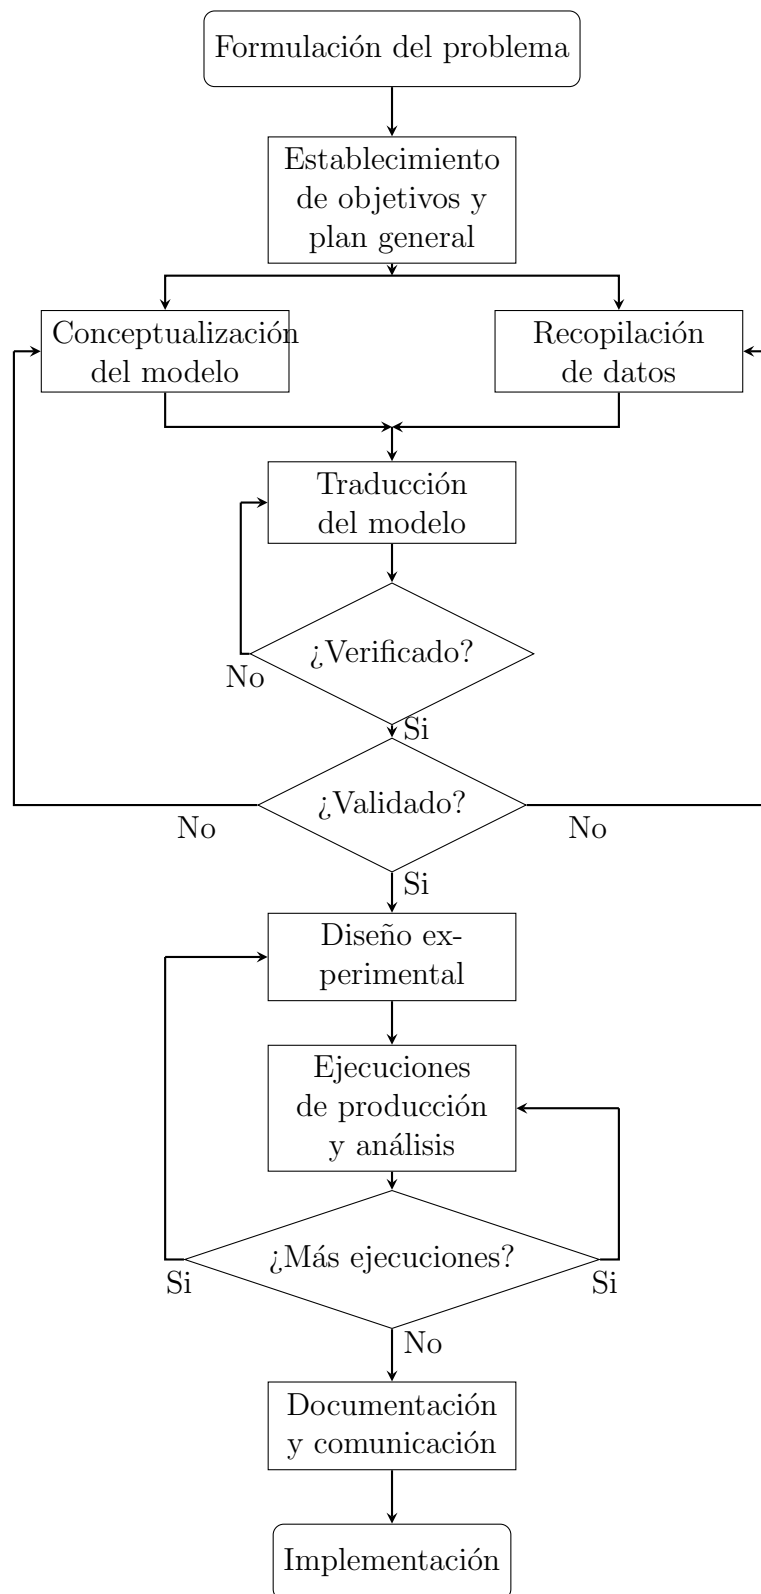 Formulación del problema
Establecimiento
de objetivos y
plan general
Conceptualización
del modelo
Recopilación
de datos
Traducción
del modelo
¿Verificado?
No
Si
¿Validado?
No
No
Si
Diseño ex-
perimental
Ejecuciones
de producción
y análisis
¿Más ejecuciones?
Si
Si
No
Documentación
y comunicación
Implementación